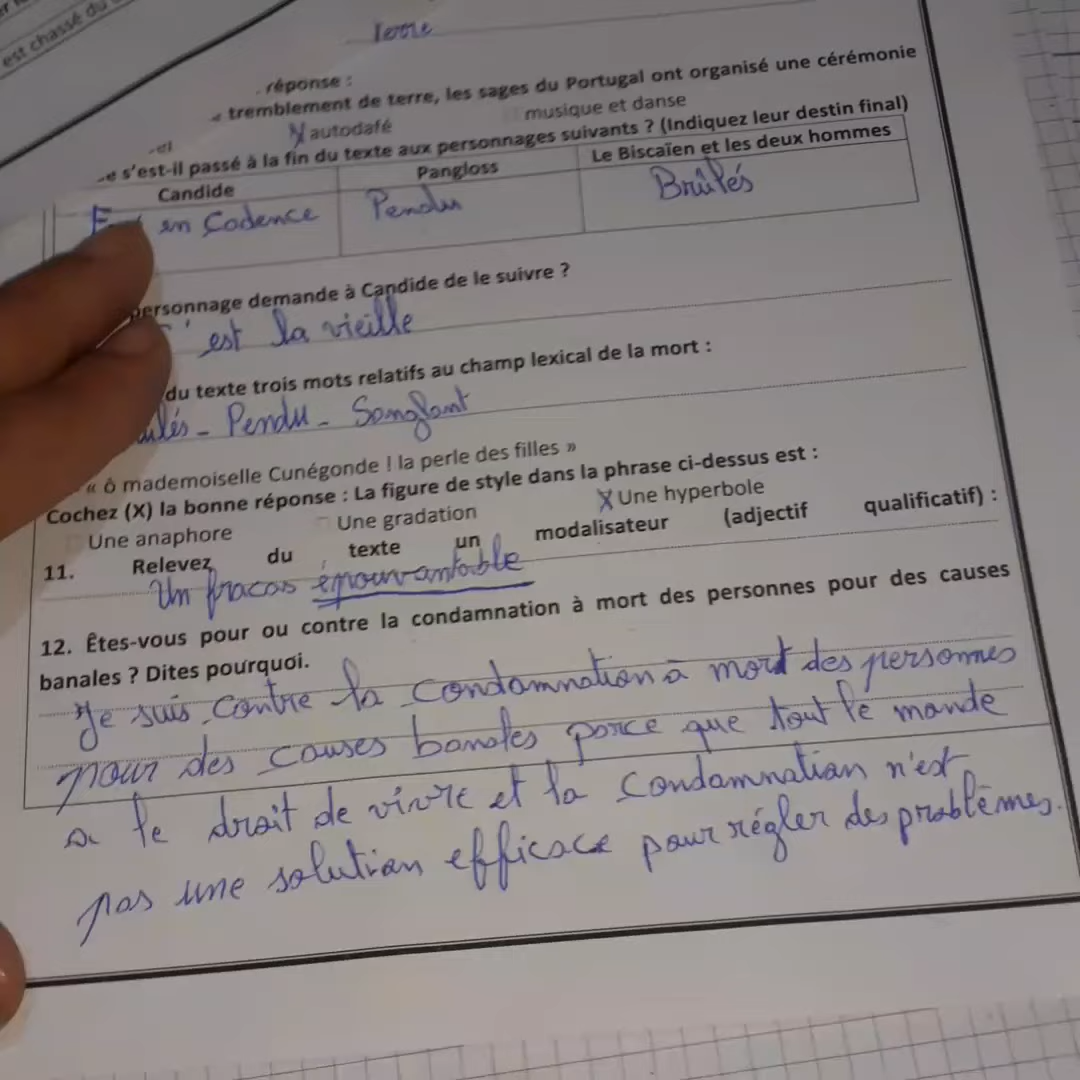 est chassé du
Terre
réponse :
tremblement de terre, les sages du Portugal ont organisé une cérémonie
el X autodafé musique et danse
e s'est-il passé à la fin du texte aux personnages suivants ? (Indiquez leur destin final)
Candide Pangloss Le Biscaïen et les deux hommes
en Cadence Pendu Brûlés
personnage demande à Candide de le suivre ?
C'est la vieille
du texte trois mots relatifs au champ lexical de la mort :
ulés - Pendu - Sanglant
« ô mademoiselle Cunégonde ! la perle des filles »
Cochez (X) la bonne réponse : La figure de style dans la phrase ci-dessus est :
Une anaphore Une gradation X Une hyperbole
11. Relevez du texte un modalisateur (adjectif qualificatif) :
Un fracas épouvantable
12. Êtes-vous pour ou contre la condamnation à mort des personnes pour des causes
banales ? Dites pourquoi.
Je suis contre la condamnation à mort des personnes
pour des causes banales parce que tout le monde
a le droit de vivre et la condamnation n'est
pas une solution efficace pour régler des problèmes.